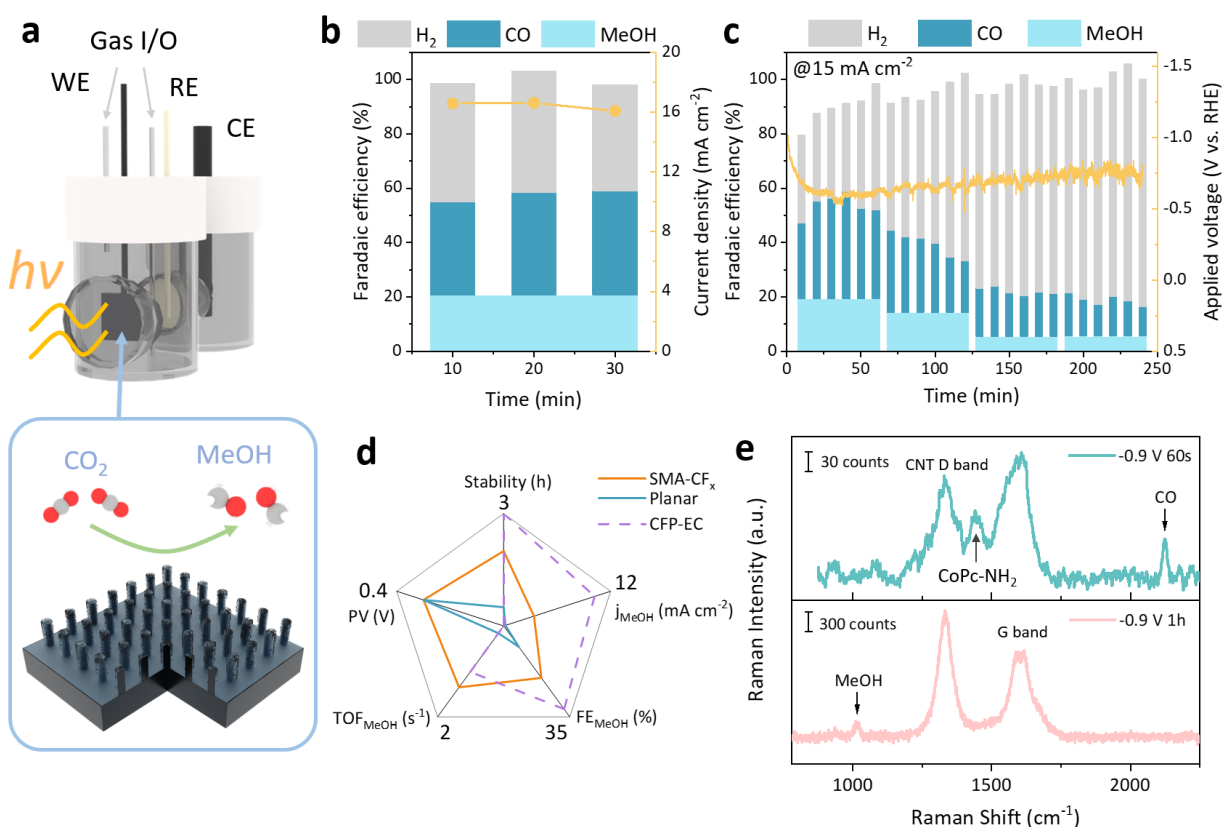 a
Gas I/O
WE
RE
CE
hν
CO2
MeOH
b
H2
CO
MeOH
Faradaic efficiency (%)
100
80
60
40
20
0
10
20
30
Time (min)
20
16
12
8
4
0
Current density (mA cm-2)
c
H2
CO
MeOH
@15 mA cm-2
Faradaic efficiency (%)
100
80
60
40
20
0
0
50
100
150
200
250
Time (min)
-1.5
-1.0
-0.5
0.0
0.5
Applied voltage (V vs. RHE)
d
SMA-CFx
Planar
CFP-EC
Stability (h)
3
12
jMeOH (mA cm-2)
0.4
PV (V)
TOFMeOH (s-1)
2
FEMeOH (%)
35
e
Raman Intensity (a.u.)
30 counts
CNT D band
-0.9 V 60s
CO
CoPc-NH2
300 counts
G band
-0.9 V 1h
MeOH
1000
1500
2000
Raman Shift (cm-1)